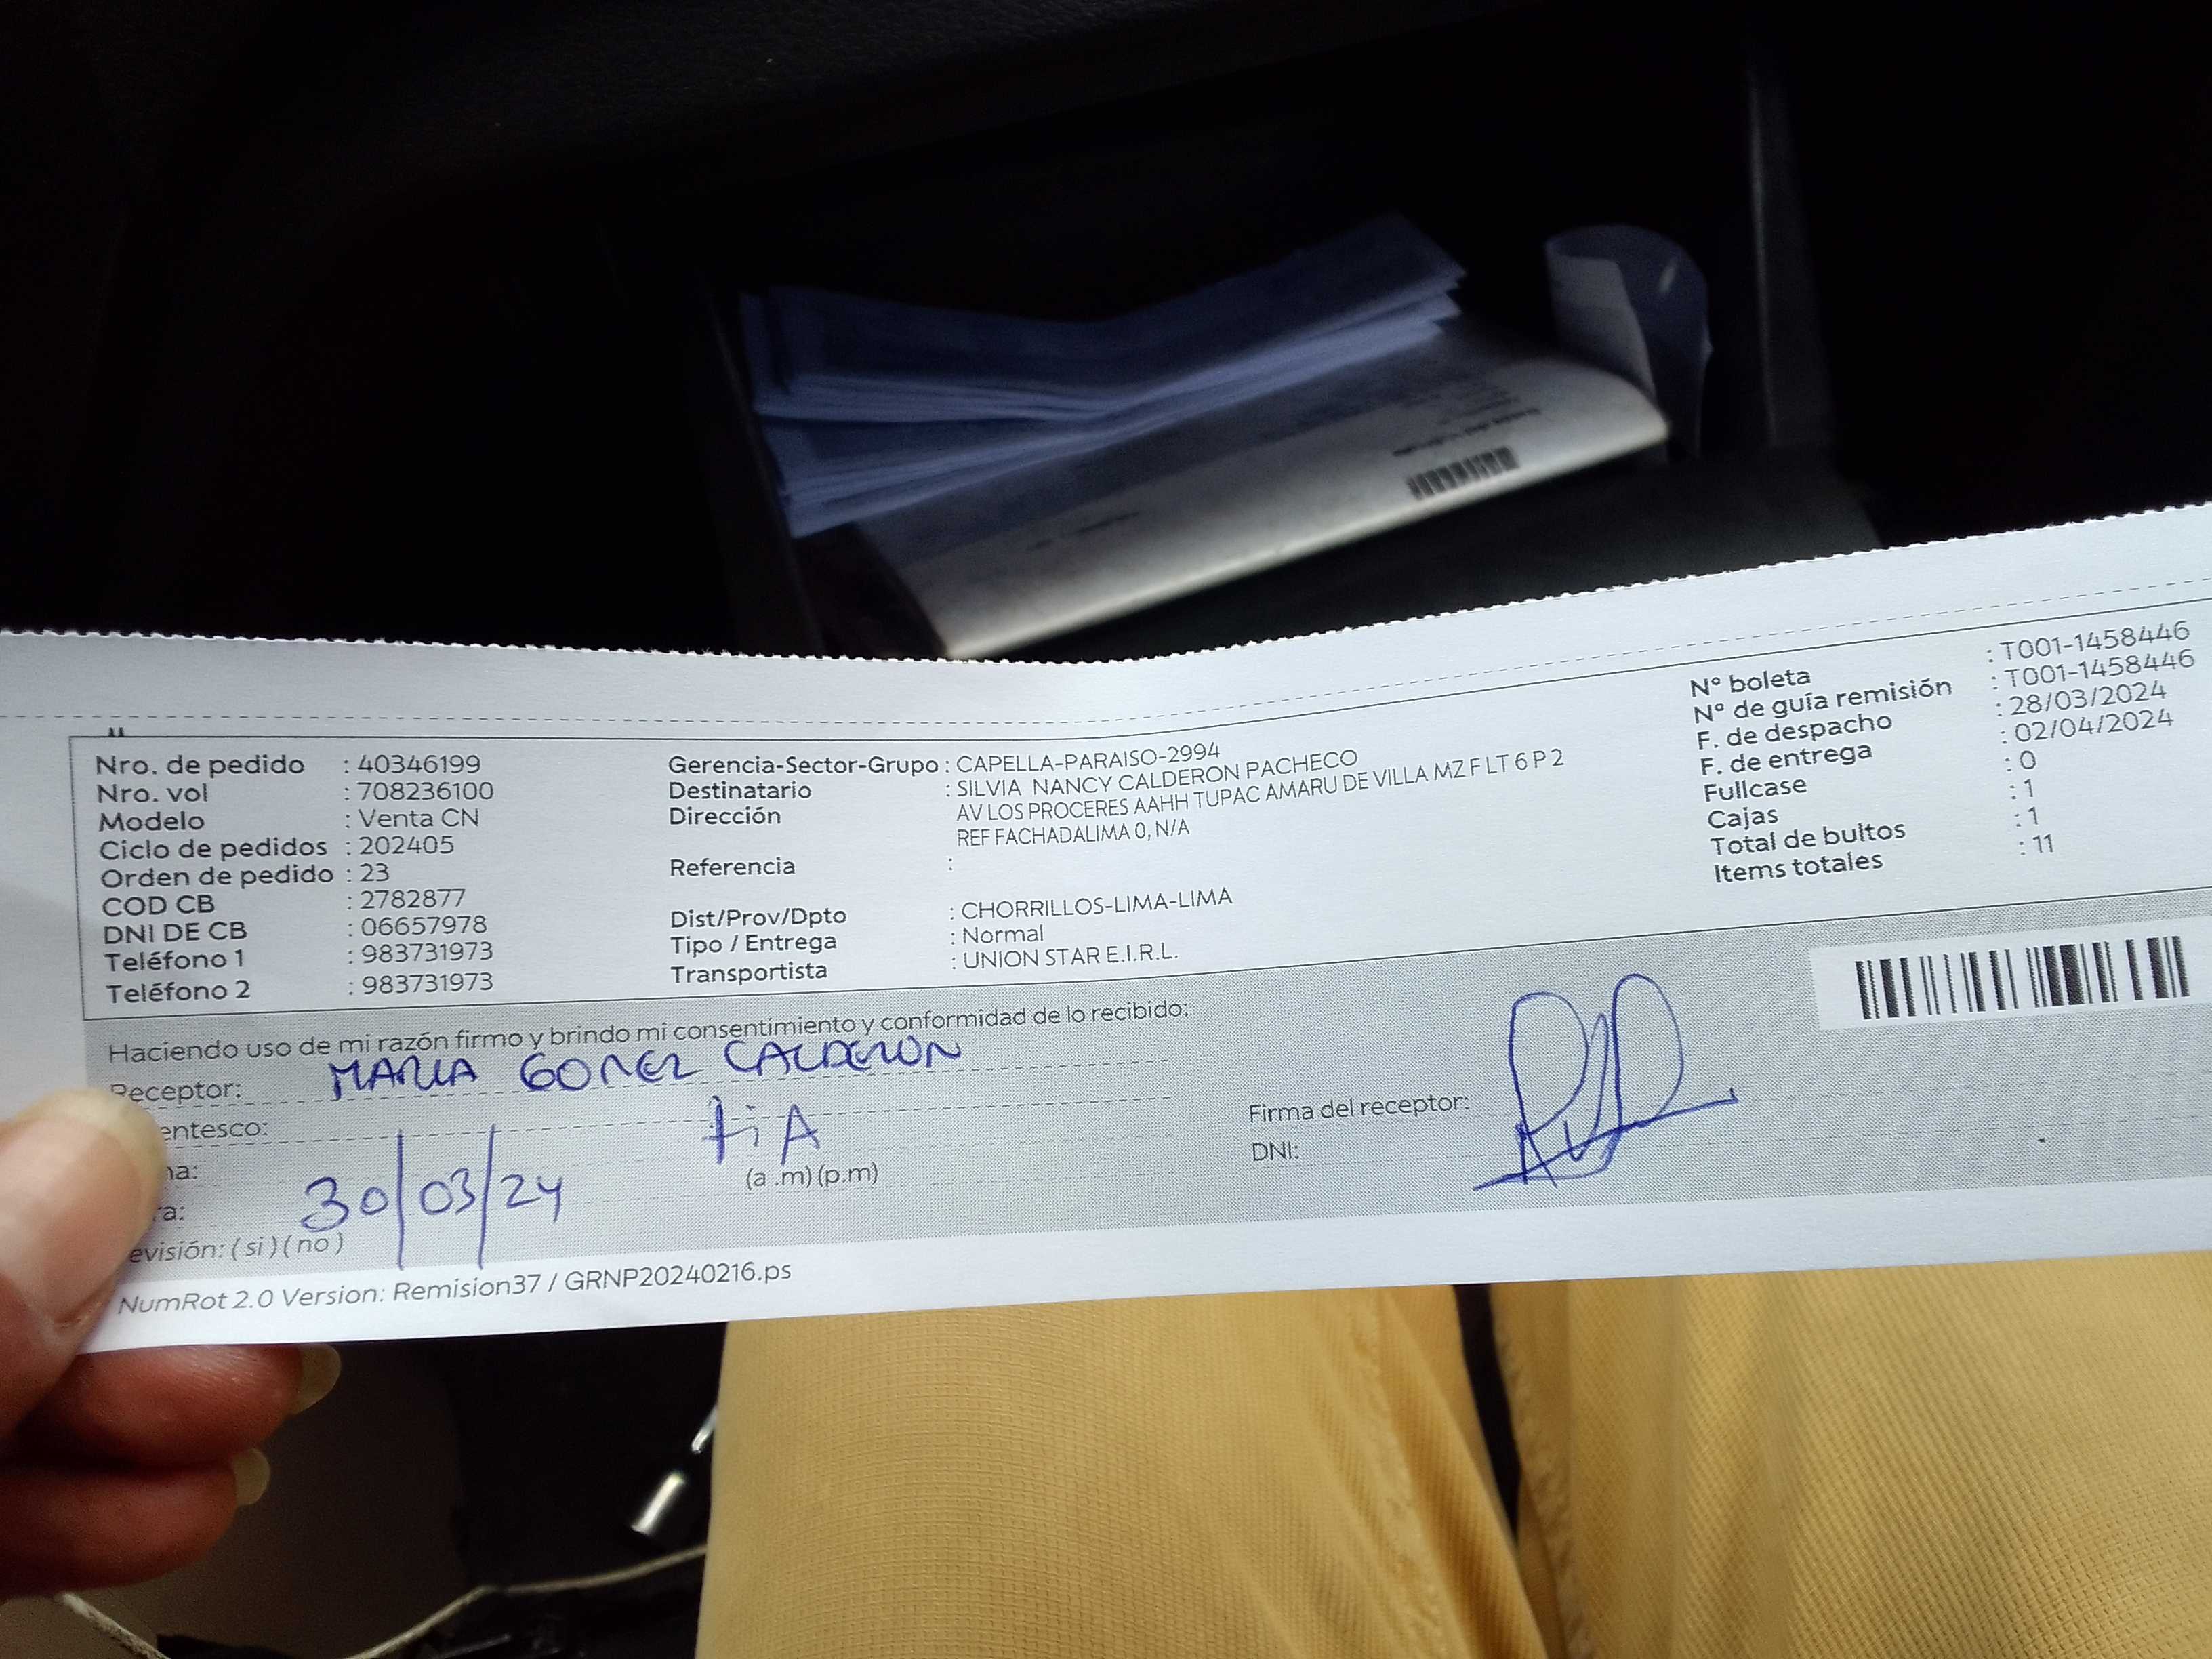 Nro. de pedido : 40346199
Nro. vol : 708236100
Modelo : Venta CN
Ciclo de pedidos : 202405
Orden de pedido : 23
COD CB : 2782877
DNI DE CB : 06657978
Teléfono 1 : 983731973
Teléfono 2 : 983731973
Gerencia-Sector-Grupo : CAPELLA-PARAISO-2994
Destinatario : SILVIA NANCY CALDERON PACHECO
Dirección AV LOS PROCERES AAHH TUPAC AMARU DE VILLA MZ F LT 6 P 2
REF FACHADALIMA 0, N/A
Referencia :
Dist/Prov/Dpto : CHORRILLOS-LIMA-LIMA
Tipo / Entrega : Normal
Transportista : UNION STAR E.I.R.L.
N° boleta : T001-1458446
N° de guía remisión : T001-1458446
F. de despacho : 28/03/2024
F. de entrega : 02/04/2024
Fullcase : 0
Cajas : 1
Total de bultos : 1
Items totales : 11
Haciendo uso de mi razón firmo y brindo mi consentimiento y conformidad de lo recibido:
Receptor: MARIA GOMEZ CALDERON
entesco: tiA
a: 30/03/24
ra: (a .m) (p.m)
evisión: ( si ) ( no )
Firma del receptor:
DNI:
NumRot 2.0 Version: Remision37 / GRNP20240216.ps